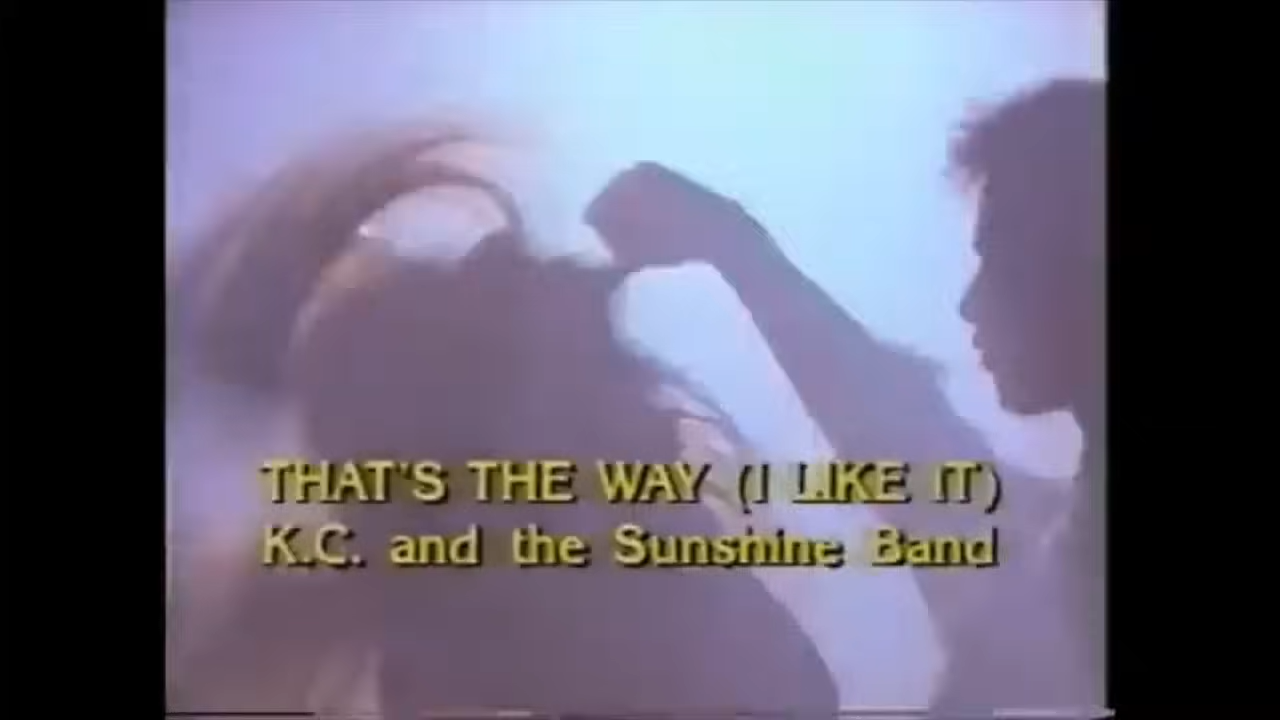 THAT'S THE WAY (I LIKE IT)
K.C. and the Sunshine Band